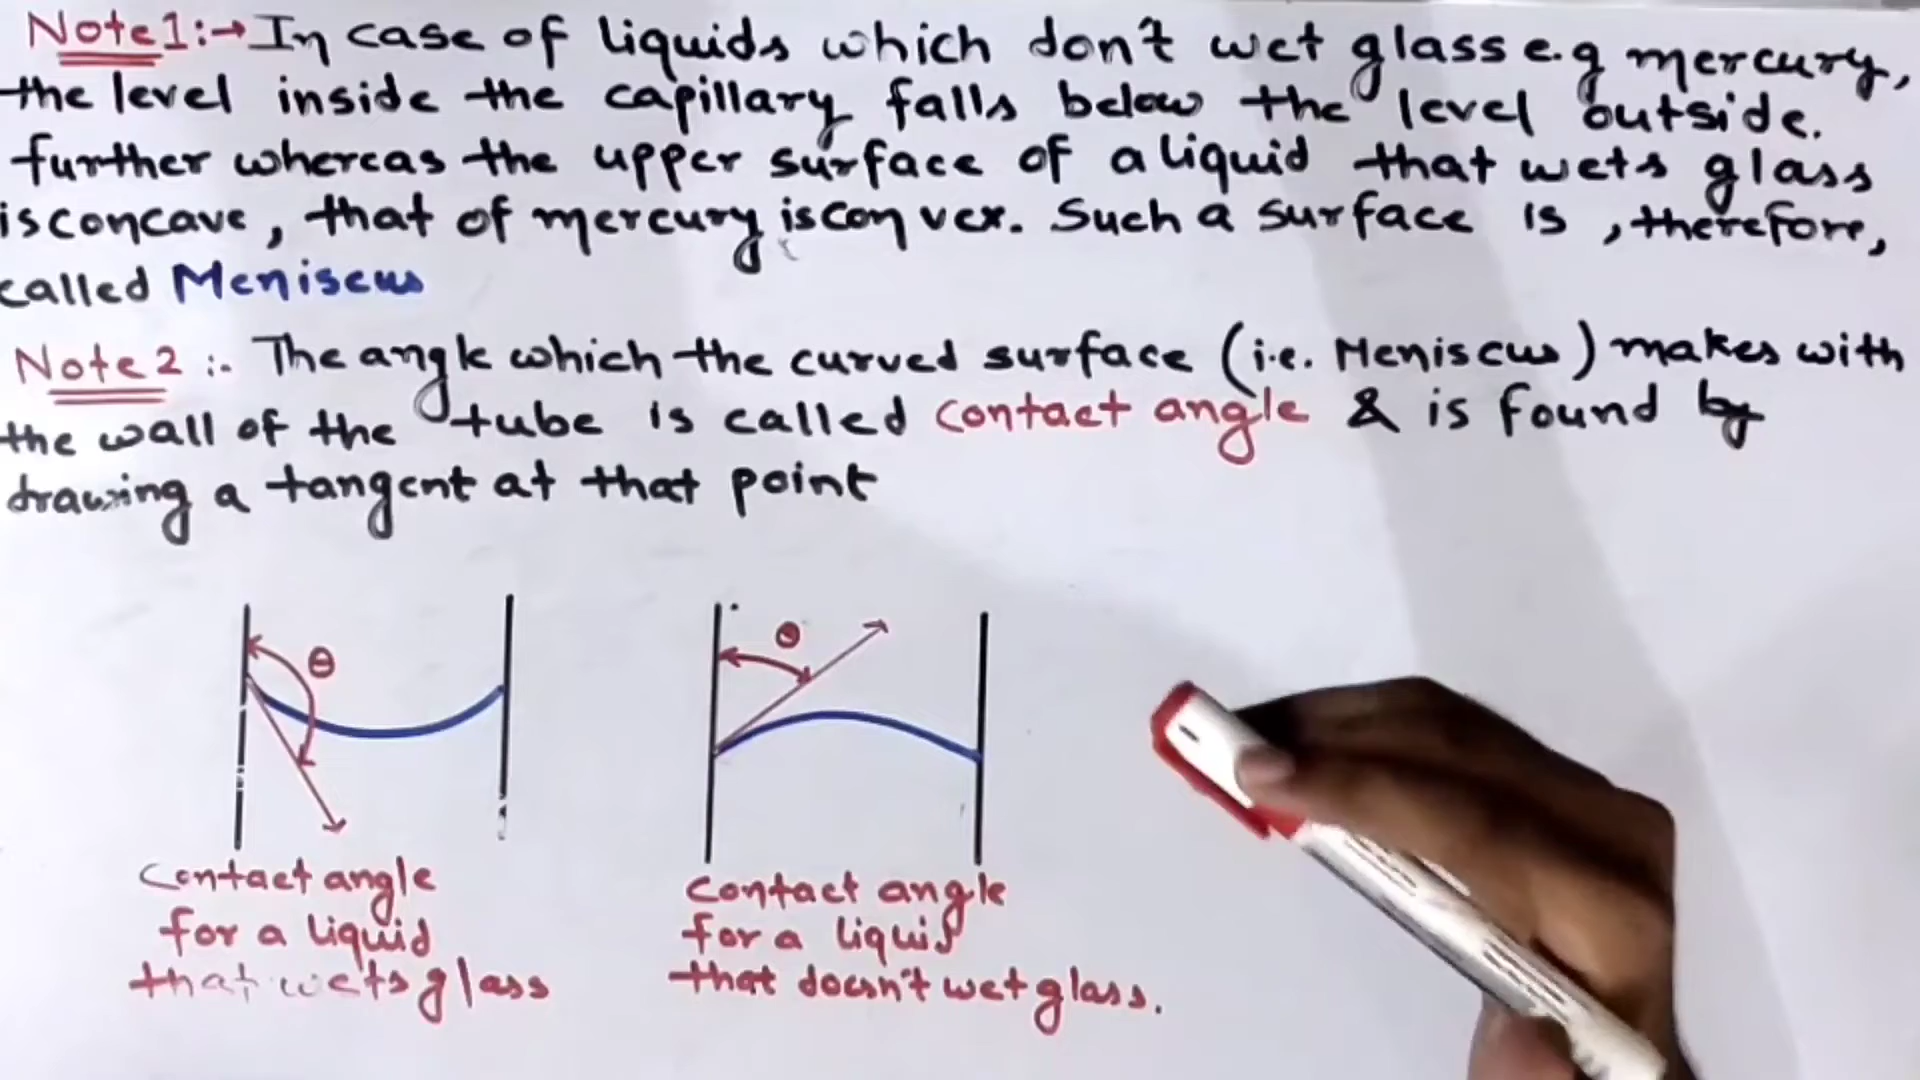 Note1:→In case of liquids which don't wet glass e.g mercury,
the level inside the capillary falls below the level outside.
further whereas the upper surface of a liquid that wets glass
is concave, that of mercury is convex. Such a surface is, therefore,
called Meniscus
Note2:- The angle which the curved surface (i.e. Meniscus) makes with
the wall of the tube is called contact angle & is found by
drawing a tangent at that point
θ
θ
Contact angle
for a liquid
that wets glass
Contact angle
for a liquid
that doesn't wet glass.